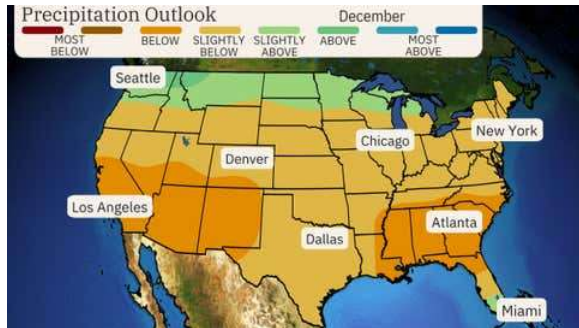 Precipitation Outlook
December
MOST BELOW
BELOW
SLIGHTLY BELOW
SLIGHTLY ABOVE
ABOVE
MOST ABOVE
Seattle
New York
Chicago
Denver
Los Angeles
Atlanta
Dallas
Miami